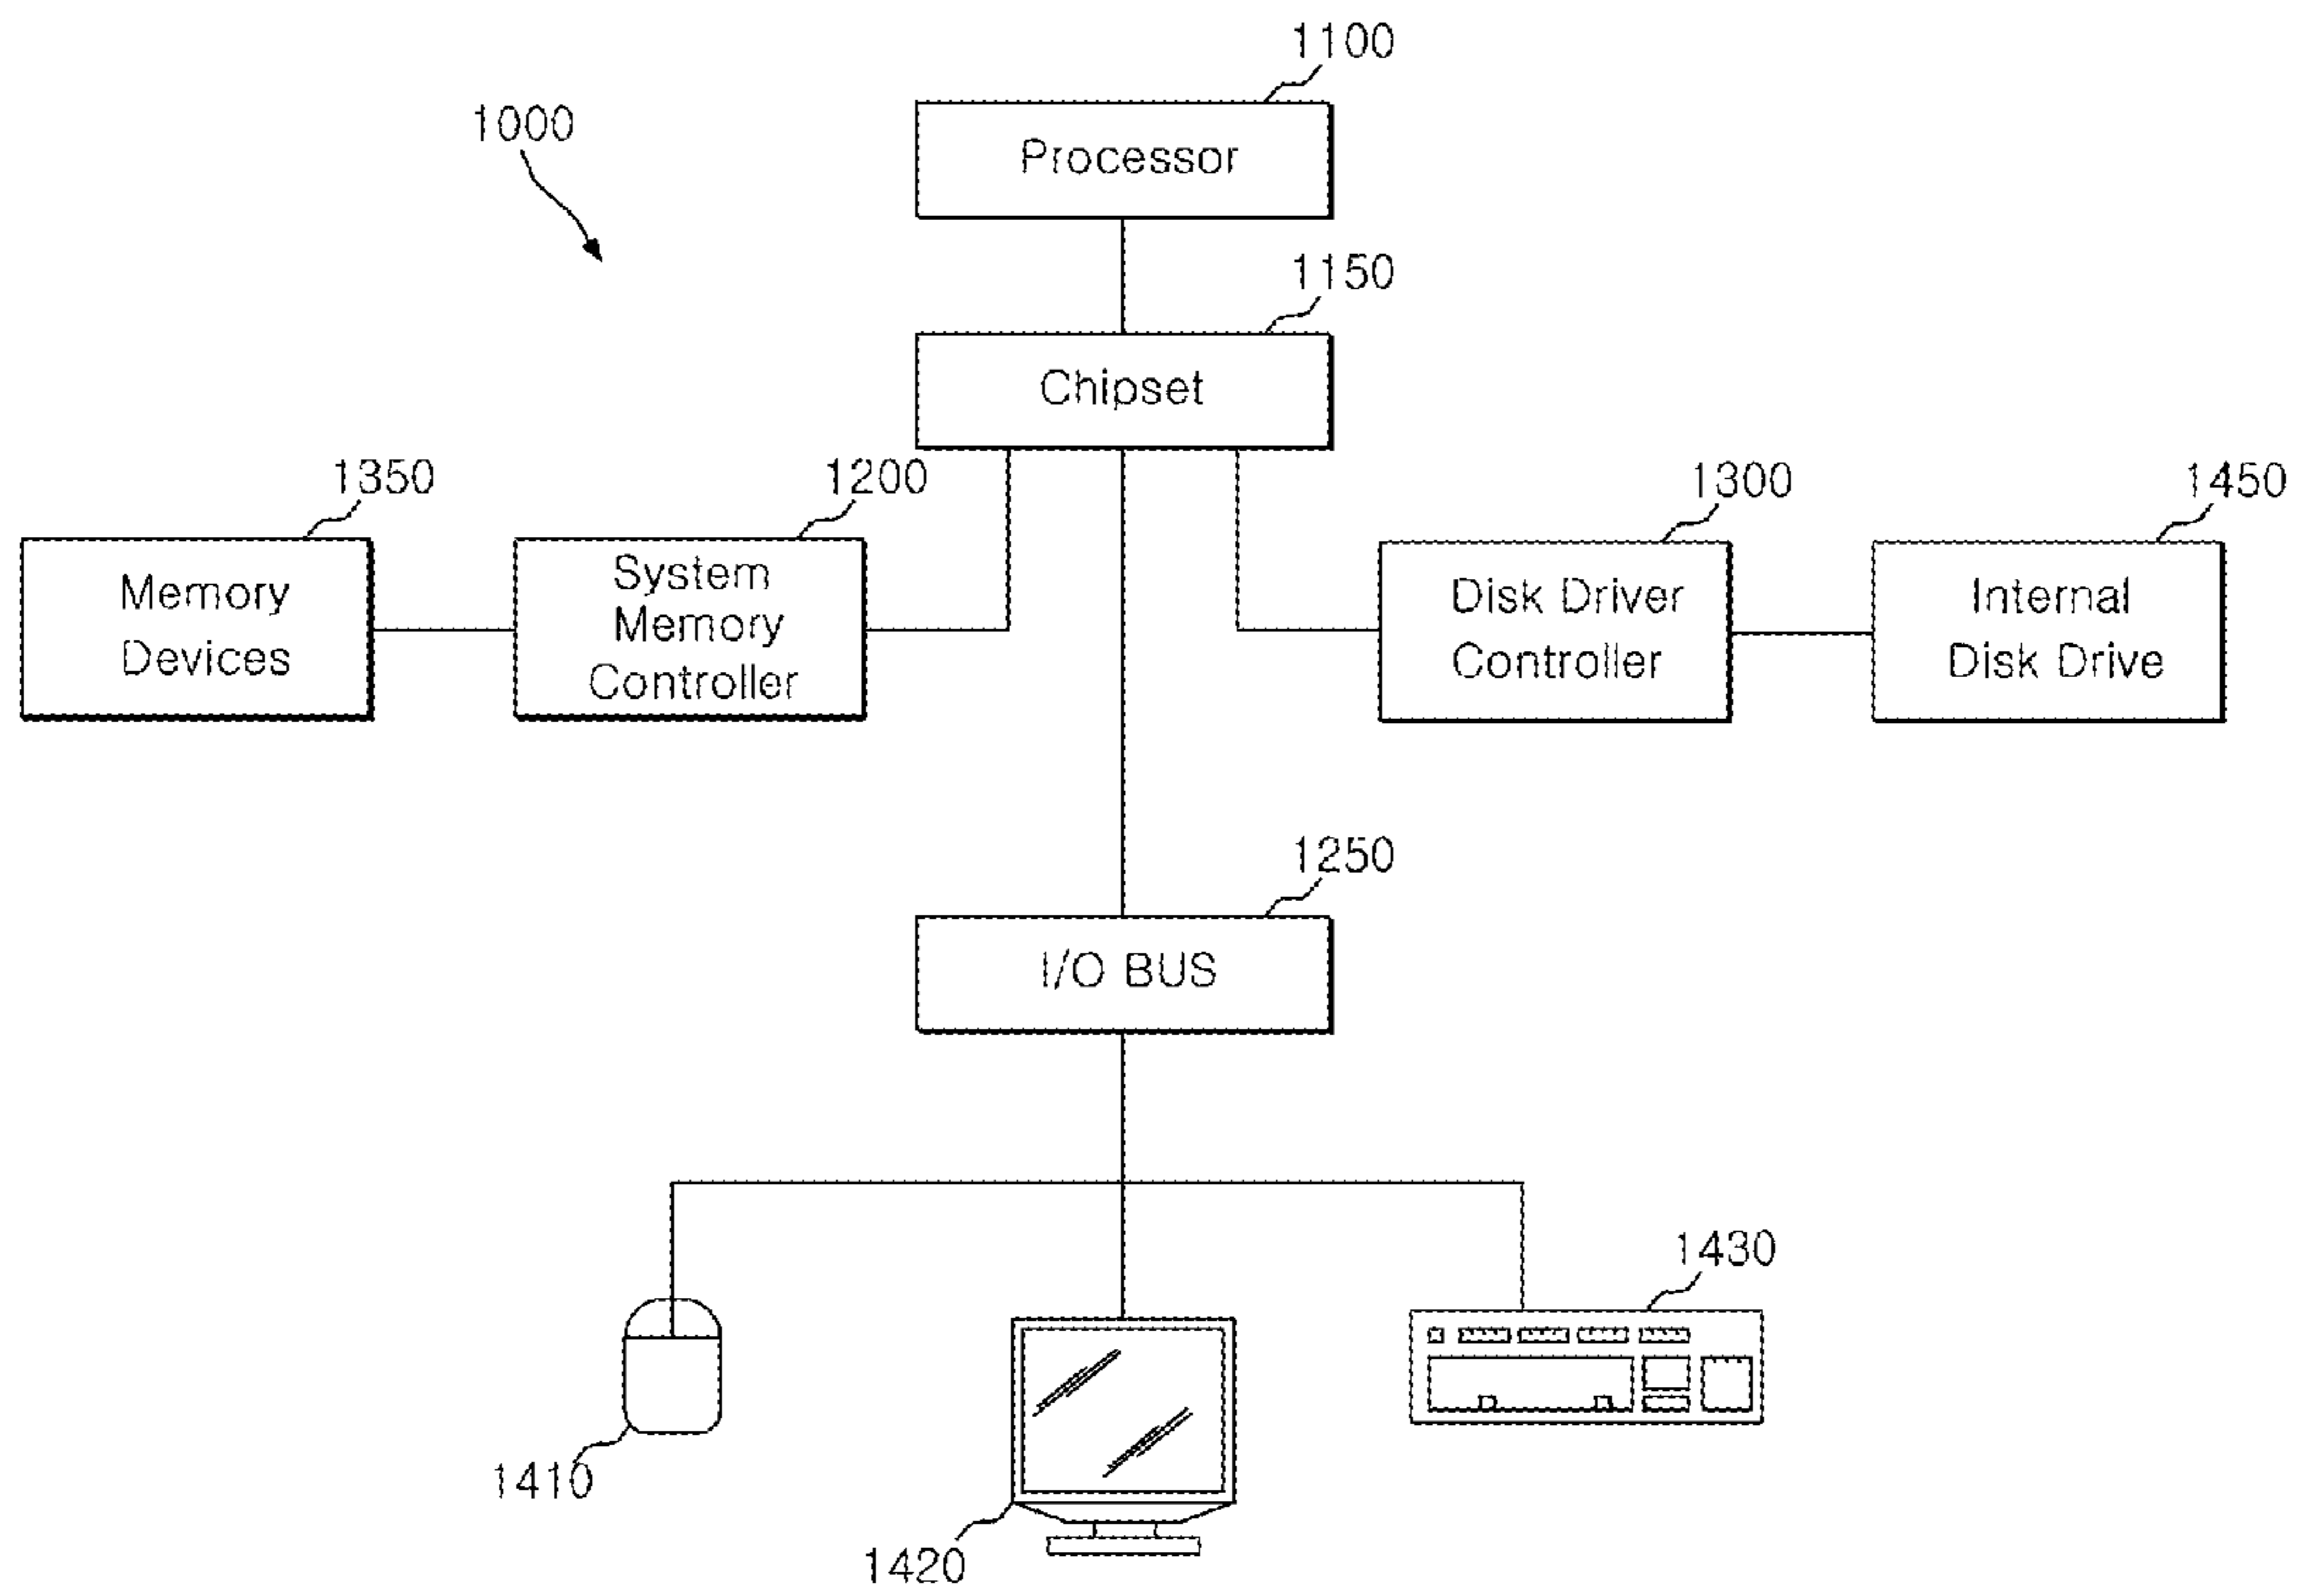 1100
1000
Processor
1150
Chipset
1350
1200
1300
1450
Memory
Devices
System
Memory
Controller
Disk Driver
Controller
Internal
Disk Drive
1250
I/O BUS
1430
1410
1420